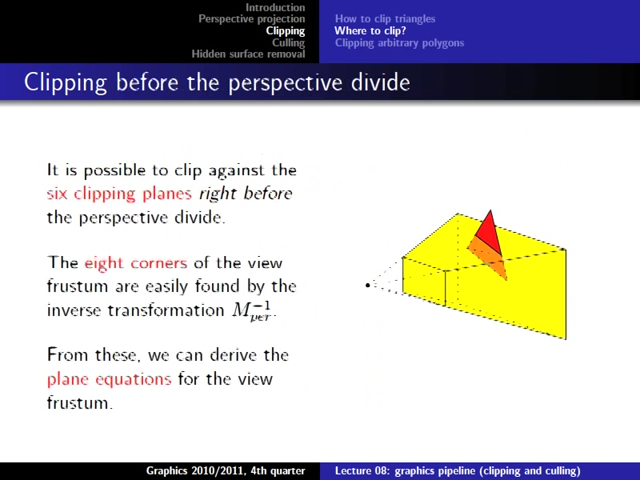 Introduction
Perspective projection
Clipping
Culling
Hidden surface removal
How to clip triangles
Where to clip?
Clipping arbitrary polygons
Clipping before the perspective divide
It is possible to clip against the
six clipping planes right before
the perspective divide.
The eight corners of the view
frustum are easily found by the
inverse transformation M_{per}^{-1}.
From these, we can derive the
plane equations for the view
frustum.
Graphics 2010/2011, 4th quarter
Lecture 08: graphics pipeline (clipping and culling)